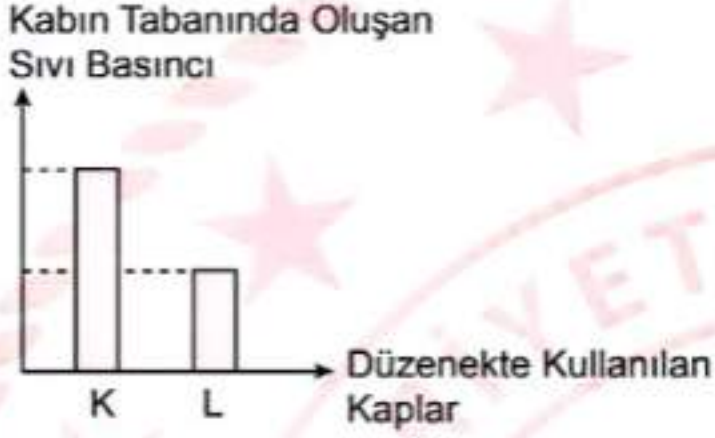 Kabın Tabanında Oluşan
Sıvı Basıncı
K
L
Düzenekte Kullanılan
Kaplar